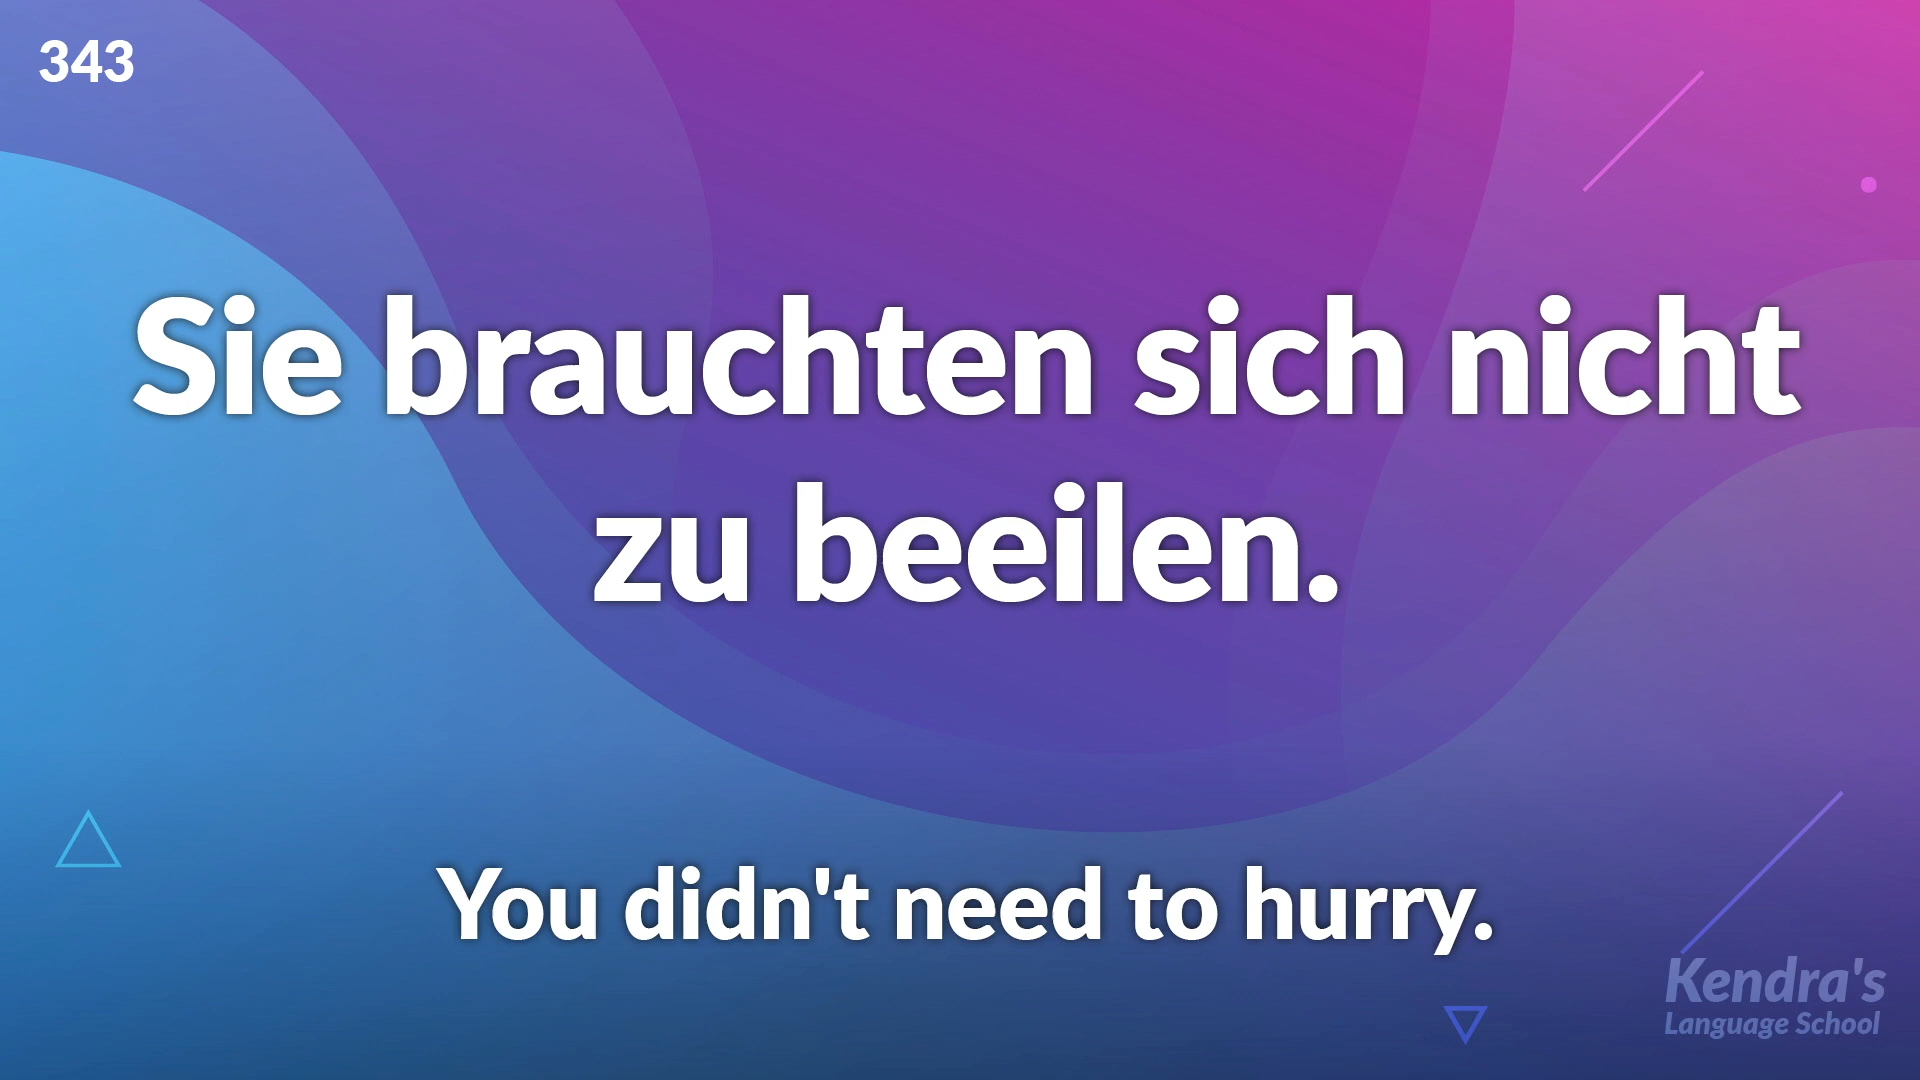 343
Sie brauchten sich nicht
zu beeilen.
You didn't need to hurry.
Kendra's
Language School